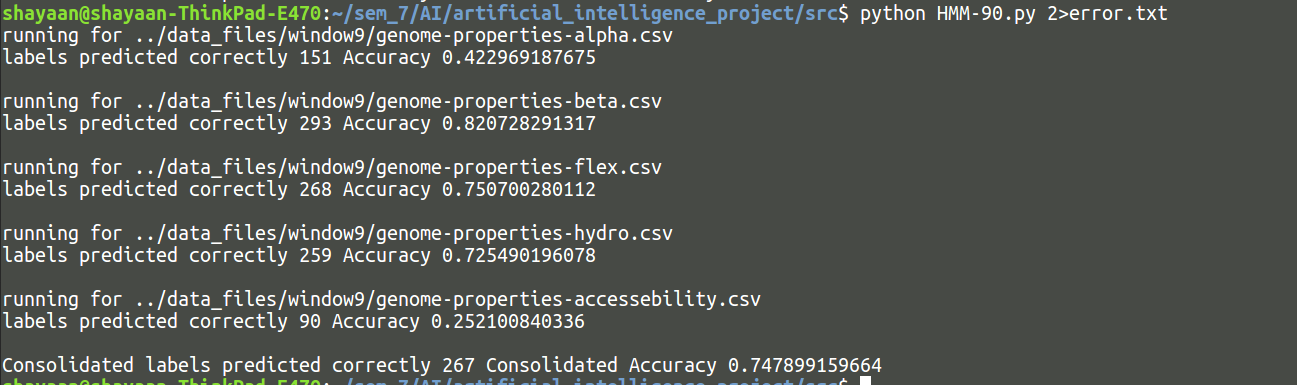 shayaan@shayaan-ThinkPad-E470:~/sem_7/AI/artificial_intelligence_project/src$ python HMM-90.py 2>error.txt
running for ../data_files/window9/genome-properties-alpha.csv
labels predicted correctly 151 Accuracy 0.422969187675
running for ../data_files/window9/genome-properties-beta.csv
labels predicted correctly 293 Accuracy 0.820728291317
running for ../data_files/window9/genome-properties-flex.csv
labels predicted correctly 268 Accuracy 0.750700280112
running for ../data_files/window9/genome-properties-hydro.csv
labels predicted correctly 259 Accuracy 0.725490196078
running for ../data_files/window9/genome-properties-accessebility.csv
labels predicted correctly 90 Accuracy 0.252100840336
Consolidated labels predicted correctly 267 Consolidated Accuracy 0.747899159664
shayaan@shayaan-ThinkPad-E470:~/sem_7/AI/artificial_intelligence_project/src$